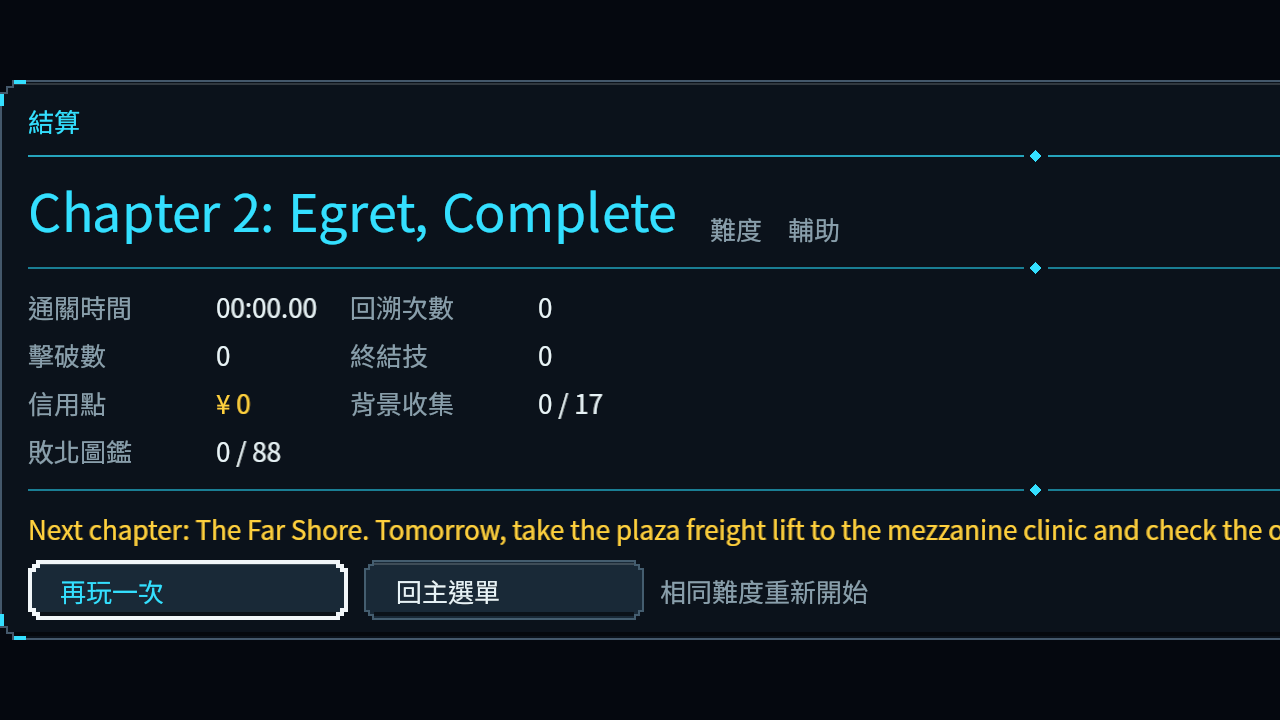 結算
Chapter 2: Egret, Complete 難度 輔助
通關時間 00:00.00 回溯次數 0
擊破數 0 終結技 0
信用點 ¥ 0 背景收集 0 / 17
敗北圖鑑 0 / 88
Next chapter: The Far Shore. Tomorrow, take the plaza freight lift to the mezzanine clinic and check the
再玩一次 回主選單 相同難度重新開始